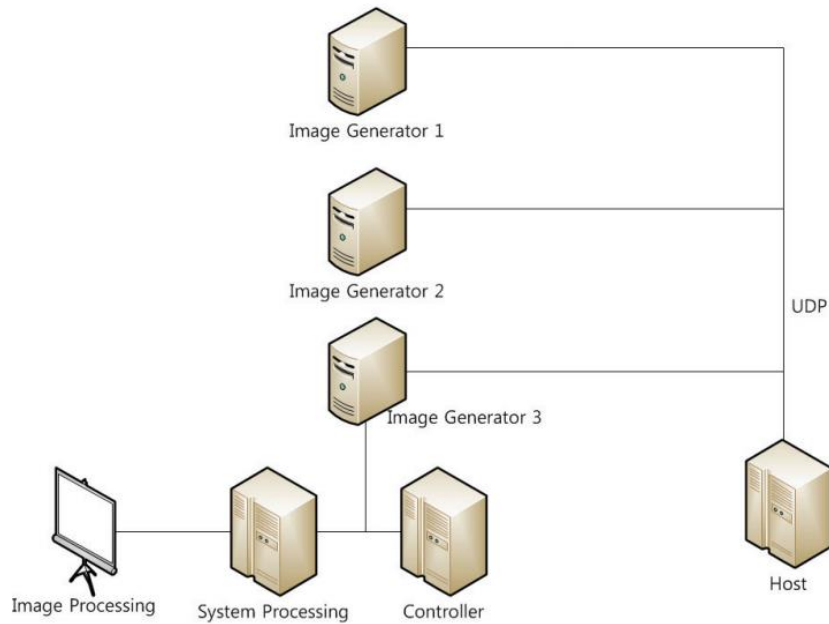 Image Generator 1
Image Generator 2
UDP
Image Generator 3
Image Processing
System Processing
Controller
Host